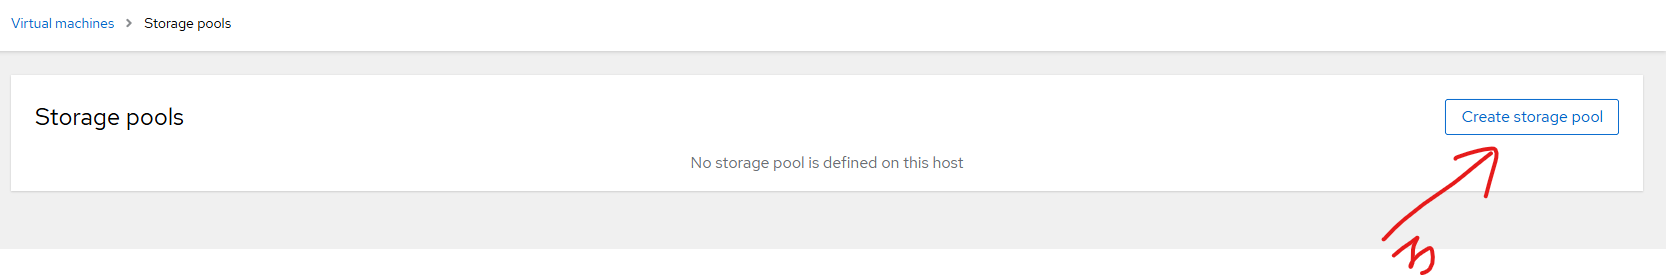 Virtual machines > Storage pools
Storage pools
Create storage pool
No storage pool is defined on this host